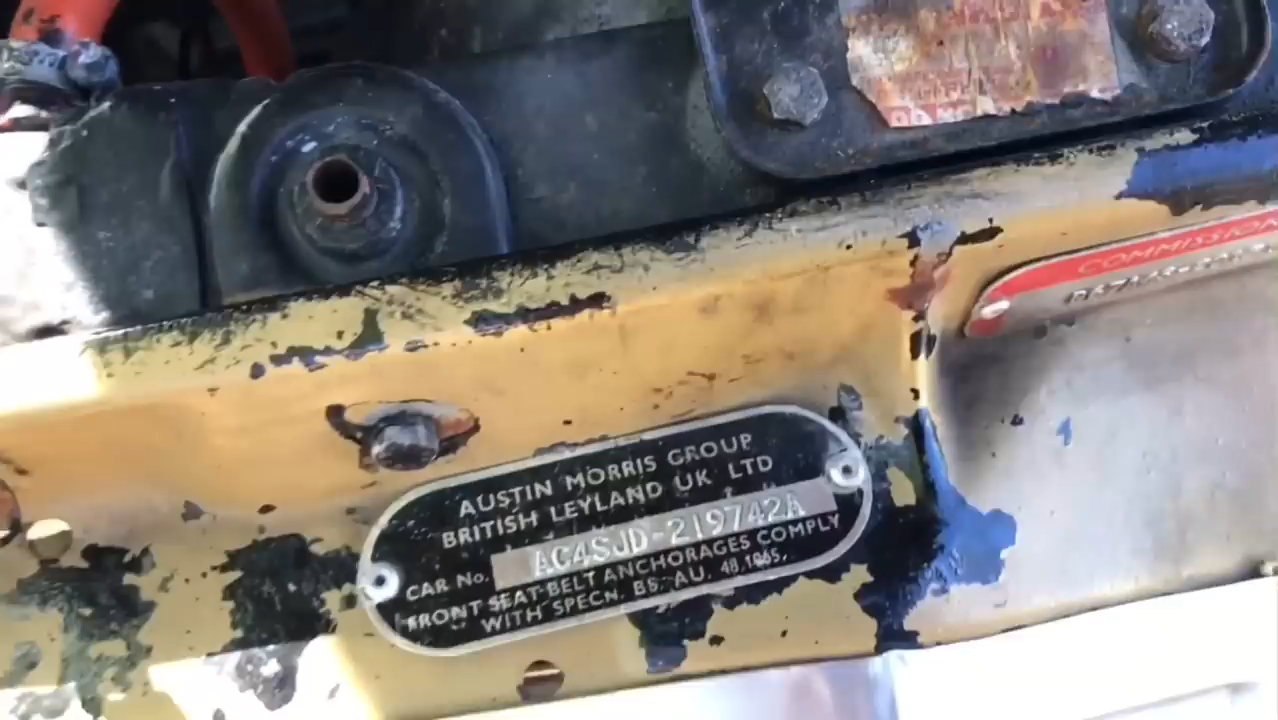 COMMISSION
AUSTIN MORRIS GROUP
BRITISH LEYLAND UK LTD
CAR No. AC4SJD-219742A
FRONT SEAT BELT ANCHORAGES COMPLY
WITH SPECN. BS. AU. 48.1965.